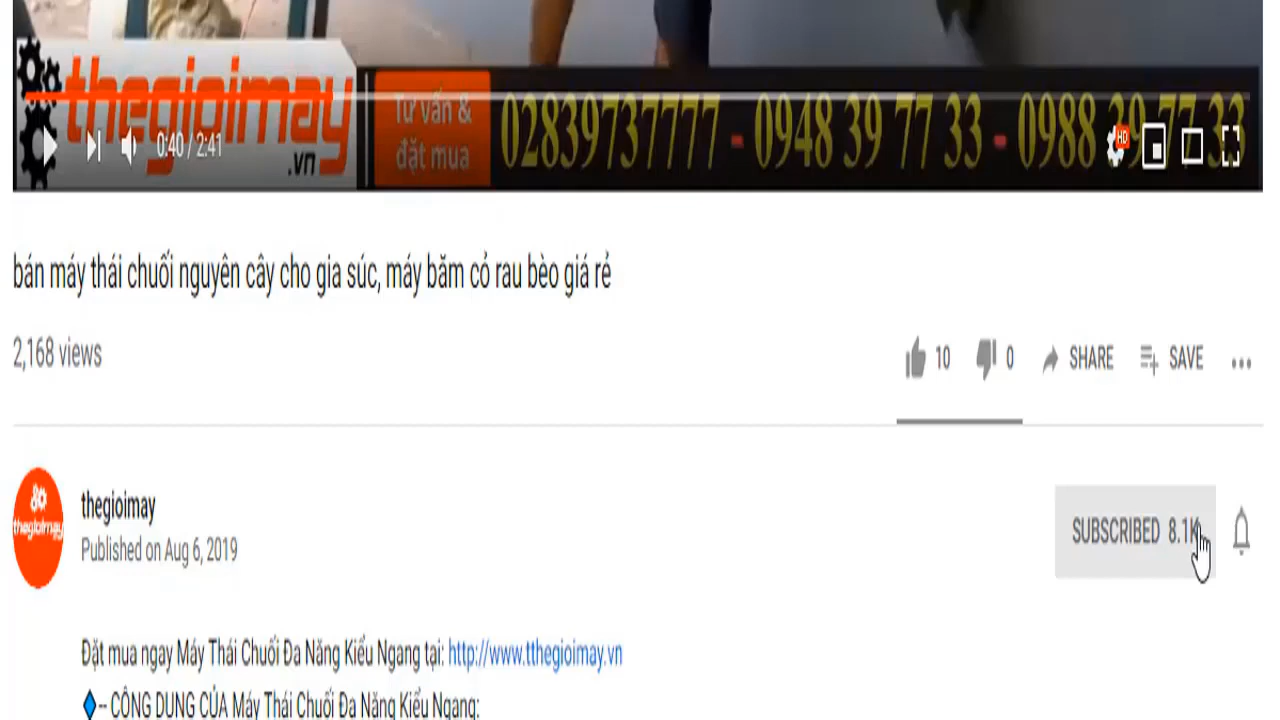 thegioimay
.vn
Tư vấn &
đặt mua
02839737777 - 0948 39 77 33 - 0988 39 77 33
HD
0:40 / 2:41
bán máy thái chuối nguyên cây cho gia súc, máy băm cỏ rau bèo giá rẻ
2,168 views
10 0 SHARE SAVE
thegioimay
thegioimay
Published on Aug 6, 2019
SUBSCRIBED 8.1K
Đặt mua ngay Máy Thái Chuối Đa Năng Kiểu Ngang tại: http://www.tthegioimay.vn
-- CÔNG DỤNG CỦA Máy Thái Chuối Đa Năng Kiểu Ngang: